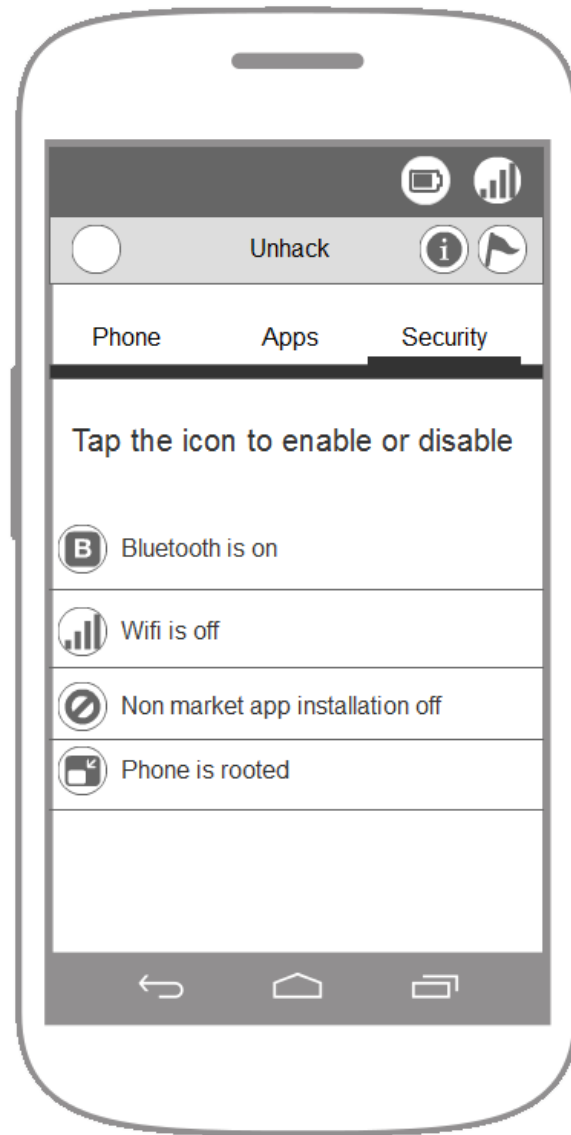 Unhack
Phone Apps Security
Tap the icon to enable or disable
B Bluetooth is on
Wifi is off
Non market app installation off
Phone is rooted